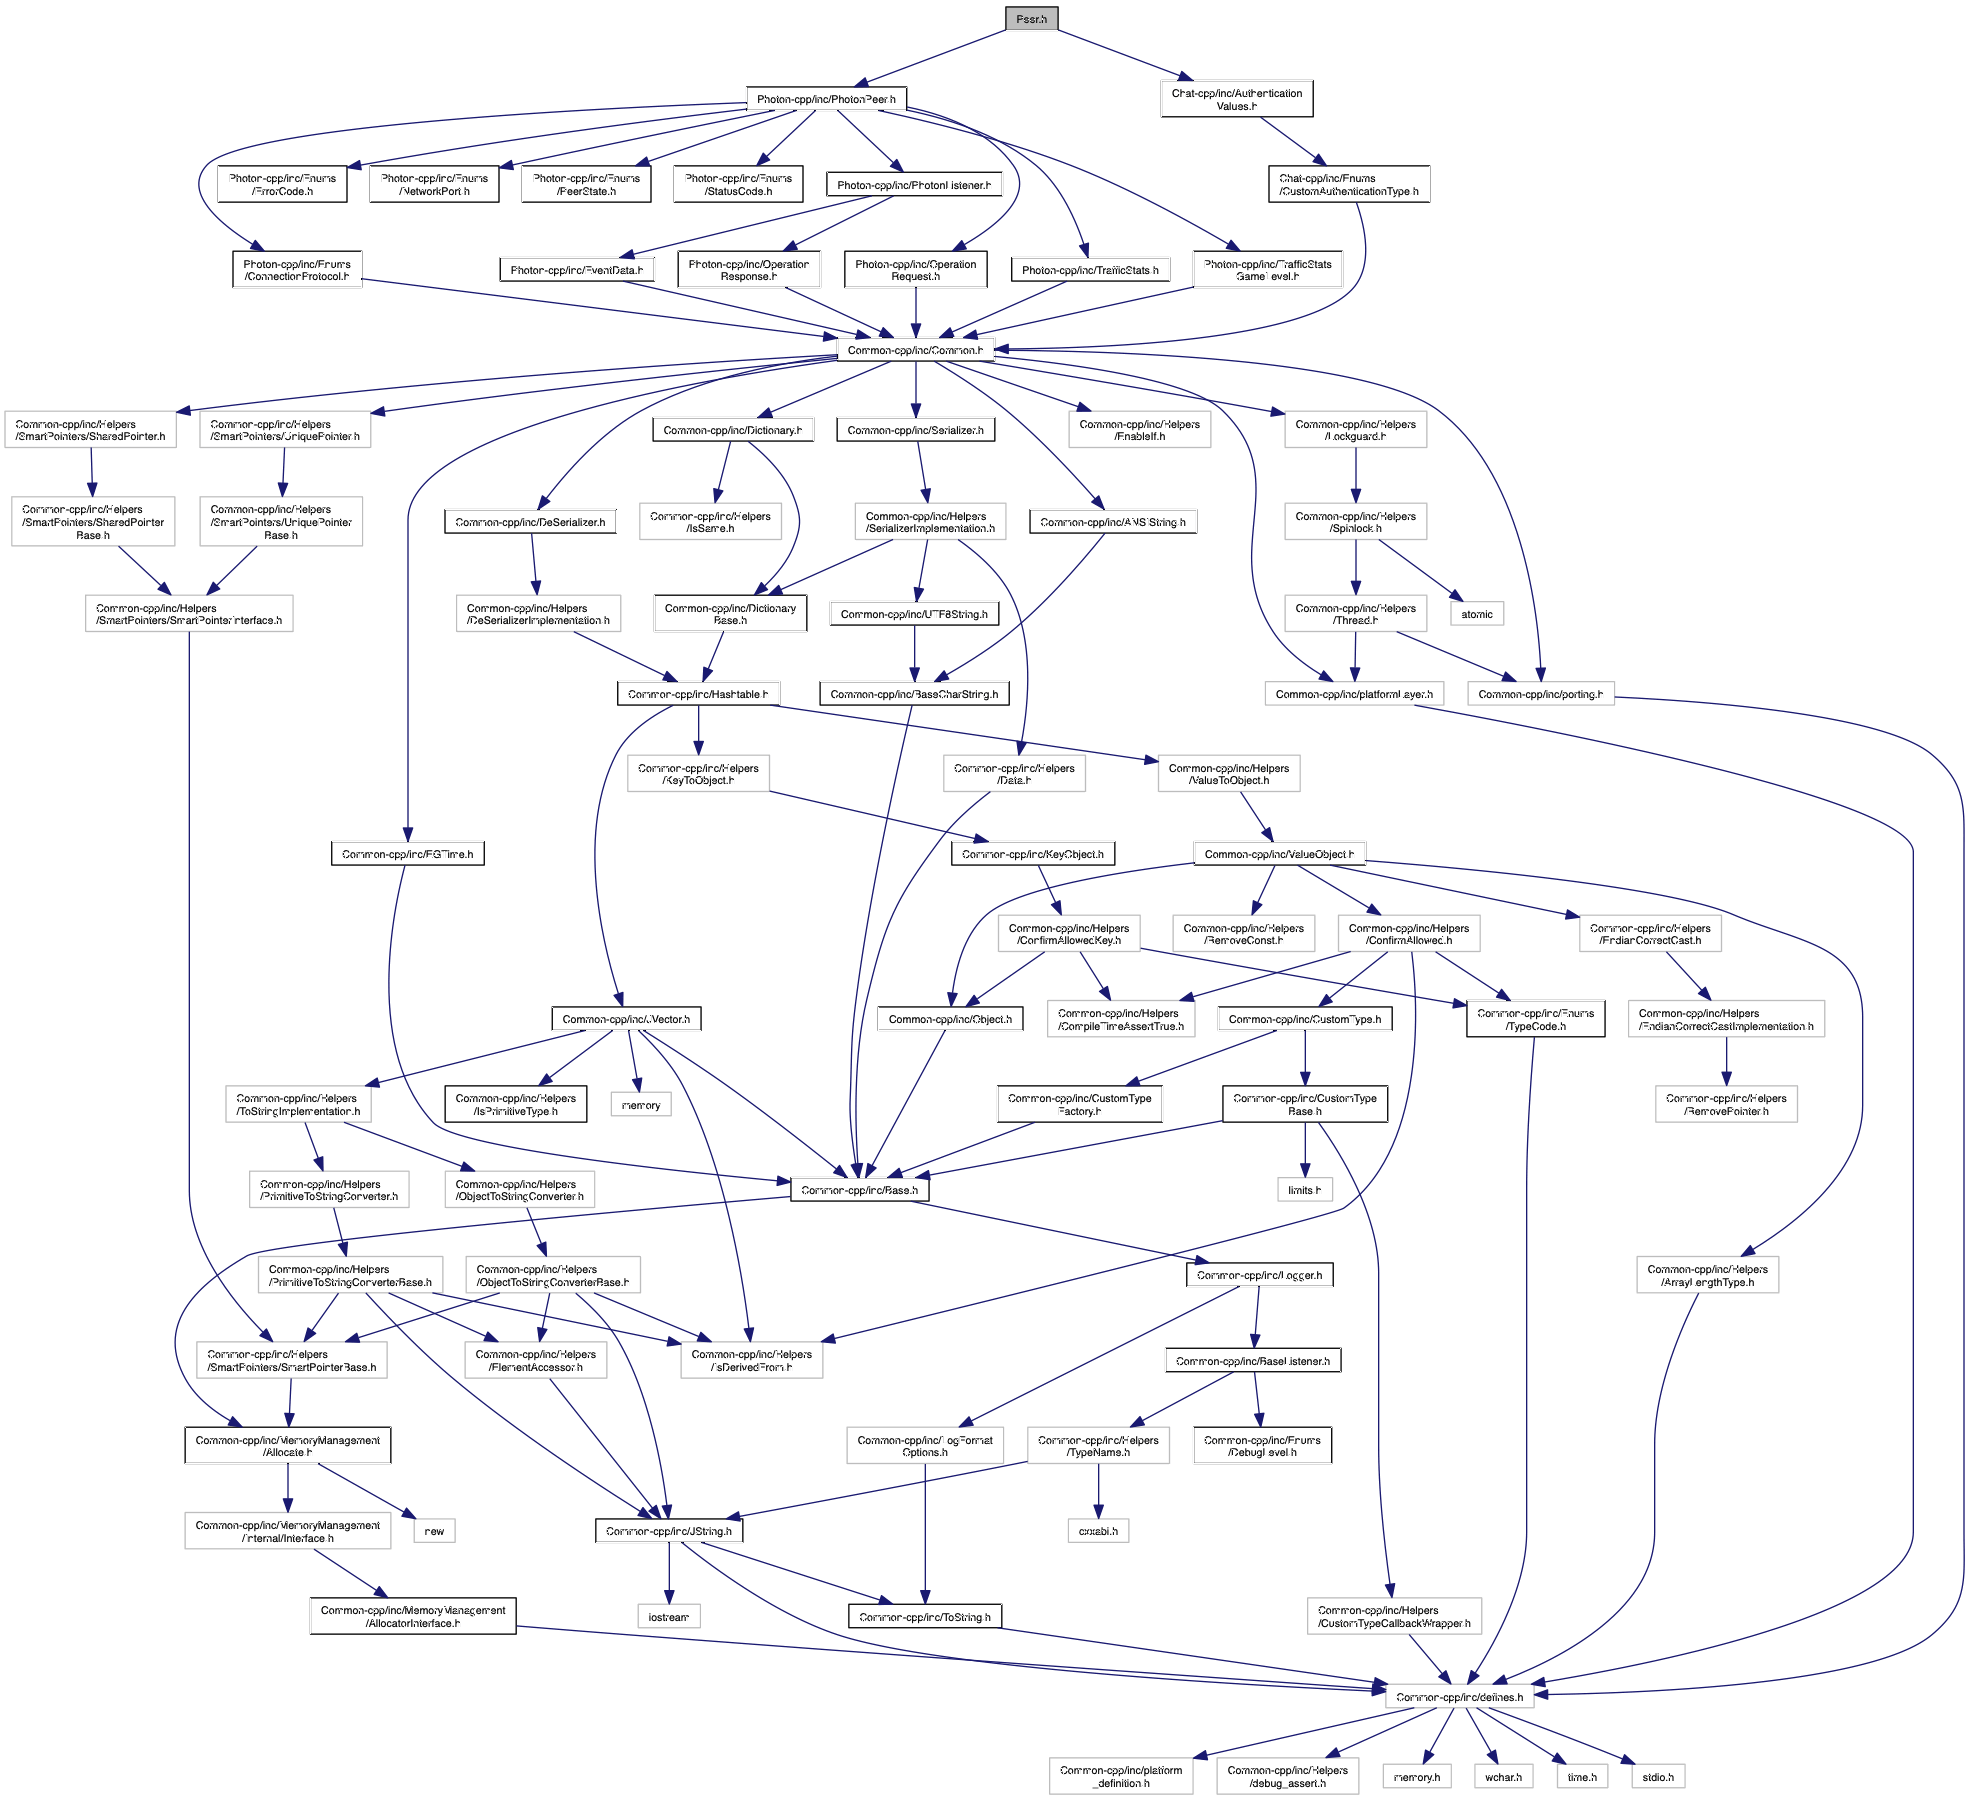 Peer.h
Photon-cpp/inc/PhotonPeer.h
Chat-cpp/inc/Authentication
Values.h
Photon-cpp/inc/Enums
/ErrorCode.h
Photon-cpp/inc/Enums
/NetworkPort.h
Photon-cpp/inc/Enums
/PeerState.h
Photon-cpp/inc/Enums
/StatusCode.h
Photon-cpp/inc/PhotonListener.h
Chat-cpp/inc/Enums
/CustomAuthenticationType.h
Photon-cpp/inc/Enums
/ConnectionProtocol.h
Photon-cpp/inc/EventData.h
Photon-cpp/inc/Operation
Response.h
Photon-cpp/inc/Operation
Request.h
Photon-cpp/inc/TrafficStats.h
Photon-cpp/inc/TrafficStats
GameLevel.h
Common-cpp/inc/Common.h
Common-cpp/inc/Helpers
/SmartPointers/SharedPointer.h
Common-cpp/inc/Helpers
/SmartPointers/UniquePointer.h
Common-cpp/inc/Dictionary.h
Common-cpp/inc/Serializer.h
Common-cpp/inc/Helpers
/EnableIf.h
Common-cpp/inc/Helpers
/Lockguard.h
Common-cpp/inc/Helpers
/SmartPointers/SharedPointer
Base.h
Common-cpp/inc/Helpers
/SmartPointers/UniquePointer
Base.h
Common-cpp/inc/DeSerializer.h
Common-cpp/inc/Helpers
/IsSame.h
Common-cpp/inc/Helpers
/SerializerImplementation.h
Common-cpp/inc/ANSIString.h
Common-cpp/inc/Helpers
/Spinlock.h
Common-cpp/inc/Helpers
/SmartPointers/SmartPointerInterface.h
Common-cpp/inc/Helpers
/DeSerializerImplementation.h
Common-cpp/inc/Dictionary
Base.h
Common-cpp/inc/UTF8String.h
Common-cpp/inc/Helpers
/Thread.h
atomic
Common-cpp/inc/Hashtable.h
Common-cpp/inc/BaseCharString.h
Common-cpp/inc/platformLayer.h
Common-cpp/inc/porting.h
Common-cpp/inc/Helpers
/KeyToObject.h
Common-cpp/inc/Helpers
/Data.h
Common-cpp/inc/Helpers
/ValueToObject.h
Common-cpp/inc/EGTime.h
Common-cpp/inc/KeyObject.h
Common-cpp/inc/ValueObject.h
Common-cpp/inc/Helpers
/ConfirmAllowedKey.h
Common-cpp/inc/Helpers
/RemoveConst.h
Common-cpp/inc/Helpers
/ConfirmAllowed.h
Common-cpp/inc/Helpers
/EndianCorrectCast.h
Common-cpp/inc/JVector.h
Common-cpp/inc/Object.h
Common-cpp/inc/Helpers
/CompileTimeAssertTrue.h
Common-cpp/inc/CustomType.h
Common-cpp/inc/Enums
/TypeCode.h
Common-cpp/inc/Helpers
/EndianCorrectCastImplementation.h
Common-cpp/inc/Helpers
/ToStringImplementation.h
Common-cpp/inc/Helpers
/IsPrimitiveType.h
memory
Common-cpp/inc/CustomType
Factory.h
Common-cpp/inc/CustomType
Base.h
Common-cpp/inc/Helpers
/RemovePointer.h
Common-cpp/inc/Helpers
/PrimitiveToStringConverter.h
Common-cpp/inc/Helpers
/ObjectToStringConverter.h
Common-cpp/inc/Base.h
limits.h
Common-cpp/inc/Helpers
/PrimitiveToStringConverterBase.h
Common-cpp/inc/Helpers
/ObjectToStringConverterBase.h
Common-cpp/inc/Logger.h
Common-cpp/inc/Helpers
/ArrayLengthType.h
Common-cpp/inc/Helpers
/SmartPointers/SmartPointerBase.h
Common-cpp/inc/Helpers
/ElementAccessor.h
Common-cpp/inc/Helpers
/IsDerivedFrom.h
Common-cpp/inc/BaseListener.h
Common-cpp/inc/MemoryManagement
/Allocate.h
Common-cpp/inc/LogFormat
Options.h
Common-cpp/inc/Helpers
/TypeName.h
Common-cpp/inc/Enums
/DebugLevel.h
Common-cpp/inc/MemoryManagement
/Internal/Interface.h
new
Common-cpp/inc/JString.h
cxxabi.h
Common-cpp/inc/MemoryManagement
/AllocatorInterface.h
iostream
Common-cpp/inc/ToString.h
Common-cpp/inc/Helpers
/CustomTypeCallbackWrapper.h
Common-cpp/inc/defines.h
Common-cpp/inc/platform
_definition.h
Common-cpp/inc/Helpers
/debug_assert.h
memory.h
wchar.h
time.h
stdio.h